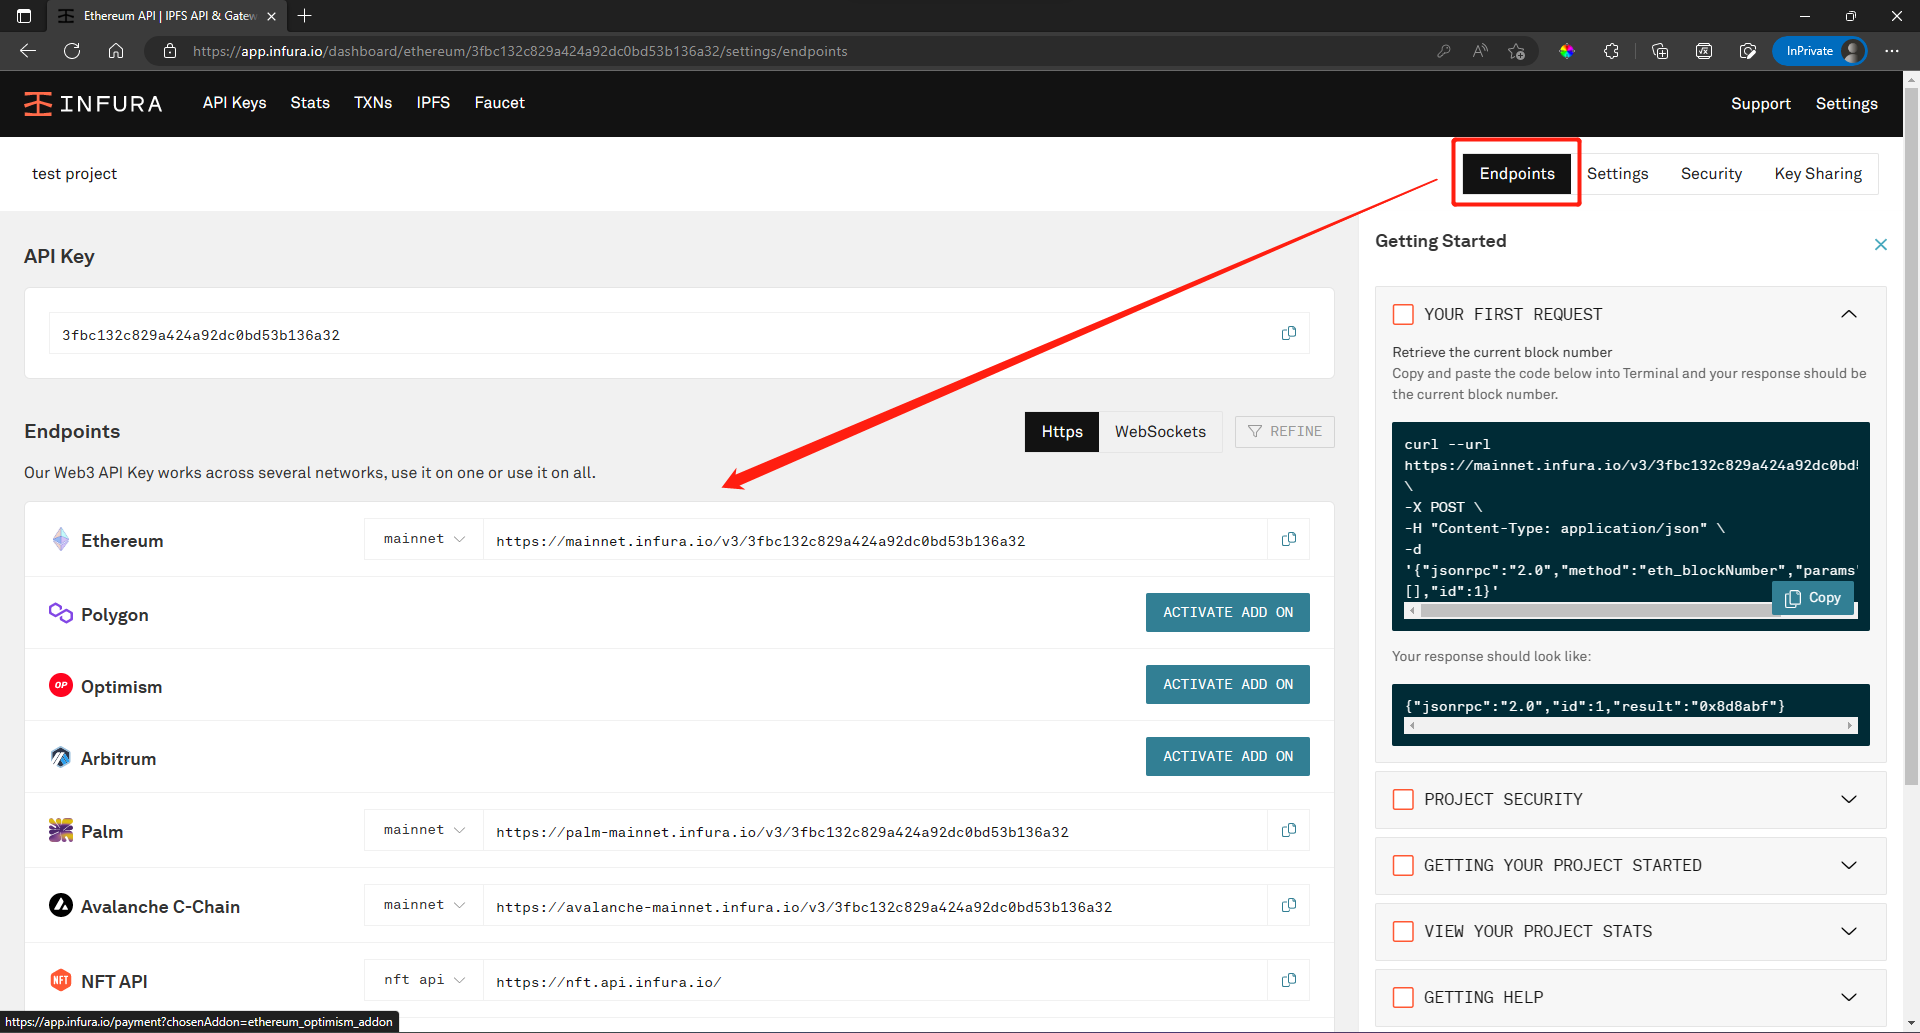 Ethereum API | IPFS API & Gatew
https://app.infura.io/dashboard/ethereum/3fbc132c829a424a92dc0bd53b136a32/settings/endpoints
InPrivate
INFURA
API Keys
Stats
TXNs
IPFS
Faucet
Support
Settings
test project
Endpoints
Settings
Security
Key Sharing
API Key
3fbc132c829a424a92dc0bd53b136a32
Endpoints
Https
WebSockets
REFINE
Our Web3 API Key works across several networks, use it on one or use it on all.
Ethereum
mainnet
https://mainnet.infura.io/v3/3fbc132c829a424a92dc0bd53b136a32
Polygon
ACTIVATE ADD ON
OP
Optimism
ACTIVATE ADD ON
Arbitrum
ACTIVATE ADD ON
Palm
mainnet
https://palm-mainnet.infura.io/v3/3fbc132c829a424a92dc0bd53b136a32
Avalanche C-Chain
mainnet
https://avalanche-mainnet.infura.io/v3/3fbc132c829a424a92dc0bd53b136a32
NFT
NFT API
nft api
https://nft.api.infura.io/
https://app.infura.io/payment?chosenAddon=ethereum_optimism_addon
Getting Started
YOUR FIRST REQUEST
Retrieve the current block number
Copy and paste the code below into Terminal and your response should be
the current block number.
curl --url
https://mainnet.infura.io/v3/3fbc132c829a424a92dc0bd
\
-X POST \
-H "Content-Type: application/json" \
-d
'{"jsonrpc":"2.0","method":"eth_blockNumber","params"
[],"id":1}'
Copy
Your response should look like:
{"jsonrpc":"2.0","id":1,"result":"0x8d8abf"}
PROJECT SECURITY
GETTING YOUR PROJECT STARTED
VIEW YOUR PROJECT STATS
GETTING HELP